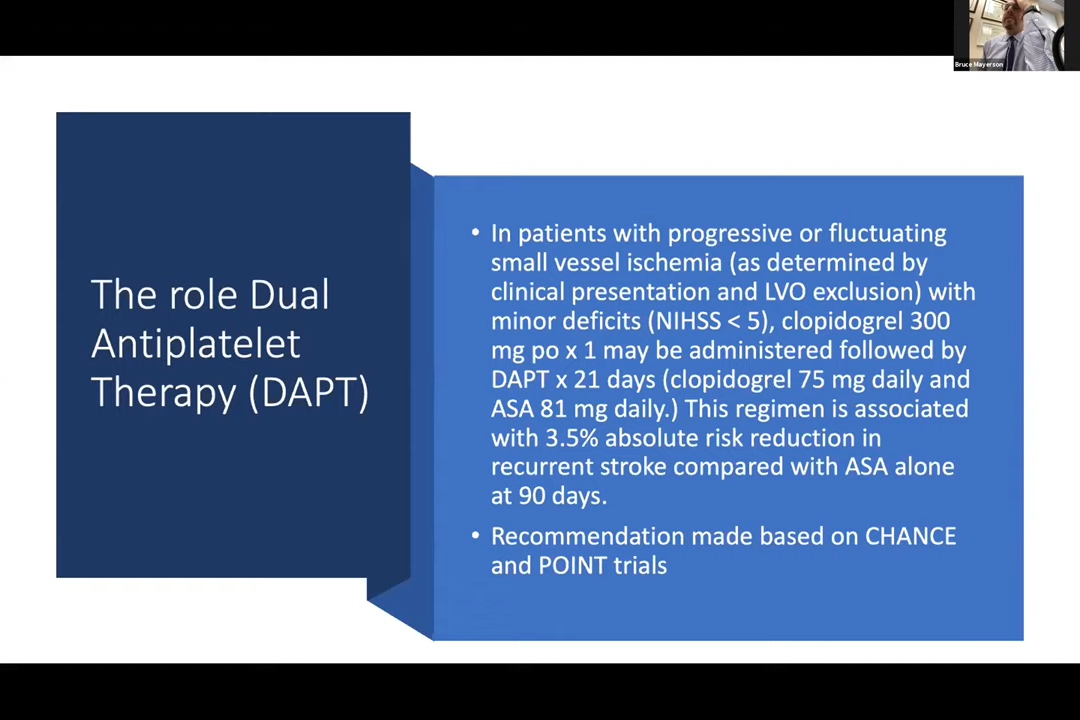 Bruce Mayerson
The role Dual
Antiplatelet
Therapy (DAPT)
• In patients with progressive or fluctuating
small vessel ischemia (as determined by
clinical presentation and LVO exclusion) with
minor deficits (NIHSS < 5), clopidogrel 300
mg po x 1 may be administered followed by
DAPT x 21 days (clopidogrel 75 mg daily and
ASA 81 mg daily.) This regimen is associated
with 3.5% absolute risk reduction in
recurrent stroke compared with ASA alone
at 90 days.
• Recommendation made based on CHANCE
and POINT trials